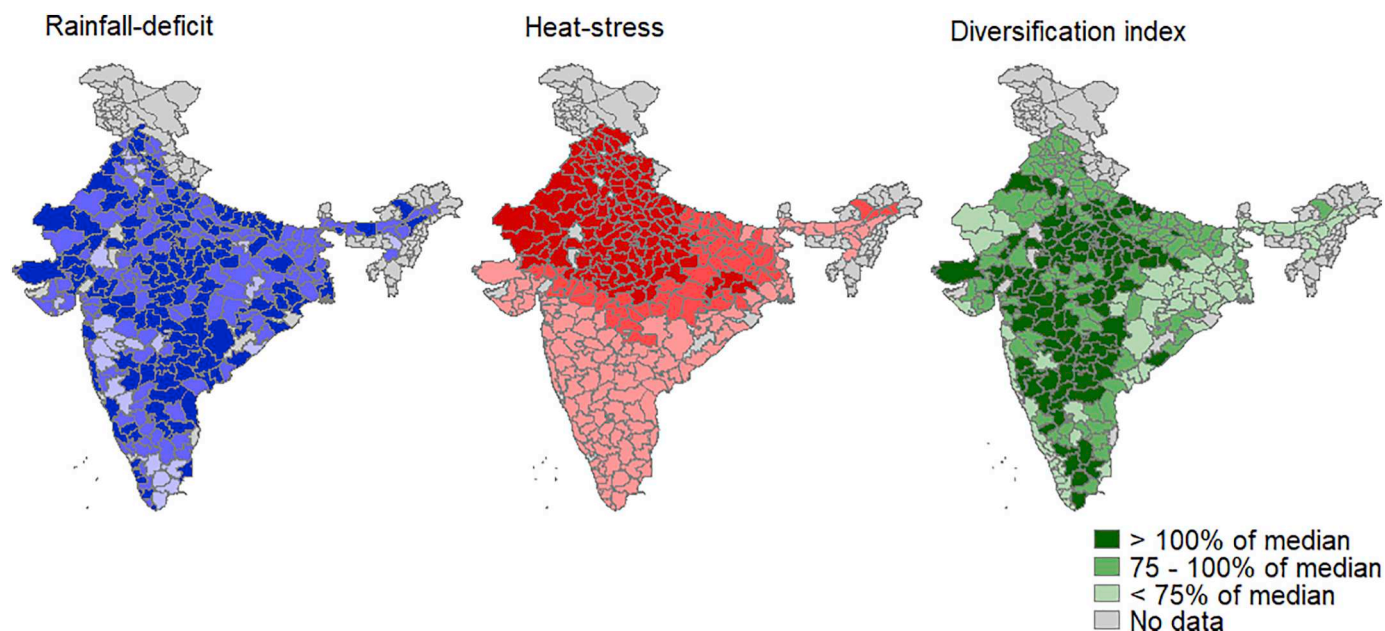 Rainfall-deficit
Heat-stress
Diversification index
> 100% of median
75 - 100% of median
< 75% of median
No data